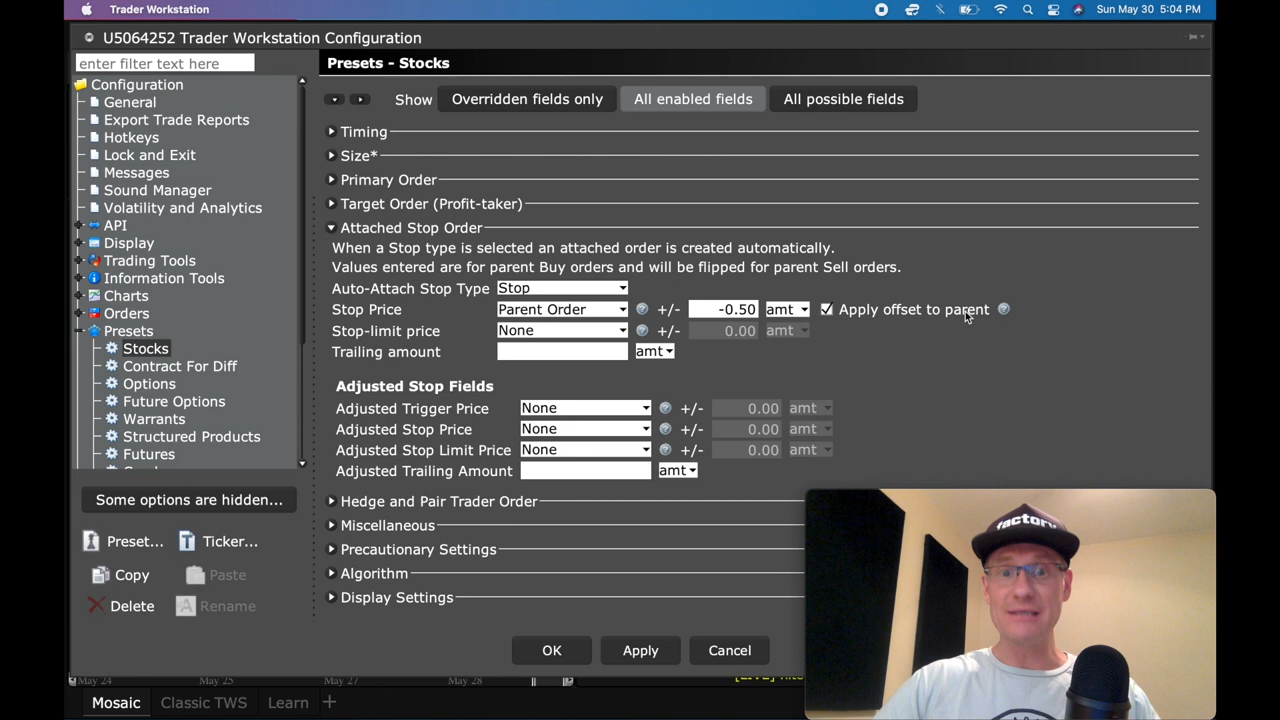 Trader Workstation
Sun May 30 5:04 PM
U5064252 Trader Workstation Configuration
enter filter text here
Configuration
General
Export Trade Reports
Hotkeys
Lock and Exit
Messages
Sound Manager
Volatility and Analytics
API
Display
Trading Tools
Information Tools
Charts
Orders
Presets
Stocks
Contract For Diff
Options
Future Options
Warrants
Structured Products
Futures
Some options are hidden...
Preset... Ticker...
Copy Paste
Delete Rename
Presets - Stocks
Show Overridden fields only All enabled fields All possible fields
Timing
Size*
Primary Order
Target Order (Profit-taker)
Attached Stop Order
When a Stop type is selected an attached order is created automatically.
Values entered are for parent Buy orders and will be flipped for parent Sell orders.
Auto-Attach Stop Type Stop
Stop Price Parent Order +/- -0.50 amt Apply offset to parent
Stop-limit price None +/- 0.00 amt
Trailing amount amt
Adjusted Stop Fields
Adjusted Trigger Price None +/- 0.00 amt
Adjusted Stop Price None +/- 0.00 amt
Adjusted Stop Limit Price None +/- 0.00 amt
Adjusted Trailing Amount amt
Hedge and Pair Trader Order
Miscellaneous
Precautionary Settings
Algorithm
Display Settings
OK Apply Cancel
factory
May 24 May 25 May 27 May 28
Mosaic Classic TWS Learn +